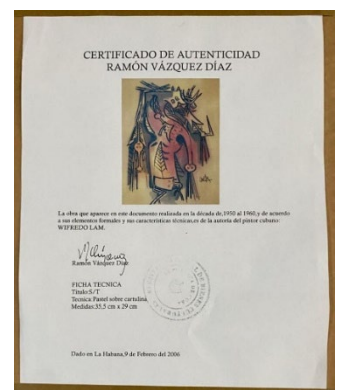 CERTIFICADO DE AUTENTICIDAD
RAMÓN VÁZQUEZ DÍAZ
La obra que aparece en este documento realizada en la década de,1950 al 1960,y de acuerdo
a sus elementos formales y sus características técnicas,es de la autoría del pintor cubano:
WIFREDO LAM.
Ramón Vázquez Díaz
FICHA TECNICA
Titulo:S/T
Tecnica Pastel sobre cartulina
Medidas:35,5 cm x 29 cm
Dado en La Habana,9 de Febrero del 2006